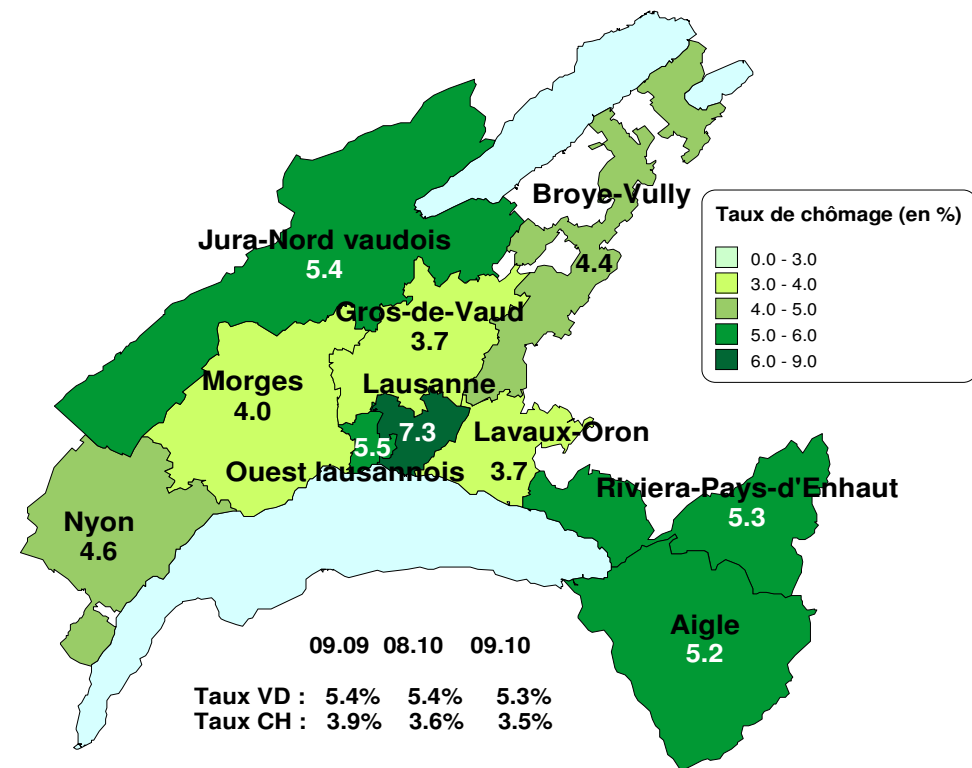 Broye-Vully
4.4
Jura-Nord vaudois
5.4
Gros-de-Vaud
3.7
Morges
4.0
Lausanne
7.3
5.5
Ouest lausannois
Lavaux-Oron
3.7
Riviera-Pays-d'Enhaut
5.3
Nyon
4.6
Aigle
5.2
Taux de chômage (en %)
0.0 - 3.0
3.0 - 4.0
4.0 - 5.0
5.0 - 6.0
6.0 - 9.0
09.09 08.10 09.10
Taux VD : 5.4% 5.4% 5.3%
Taux CH : 3.9% 3.6% 3.5%